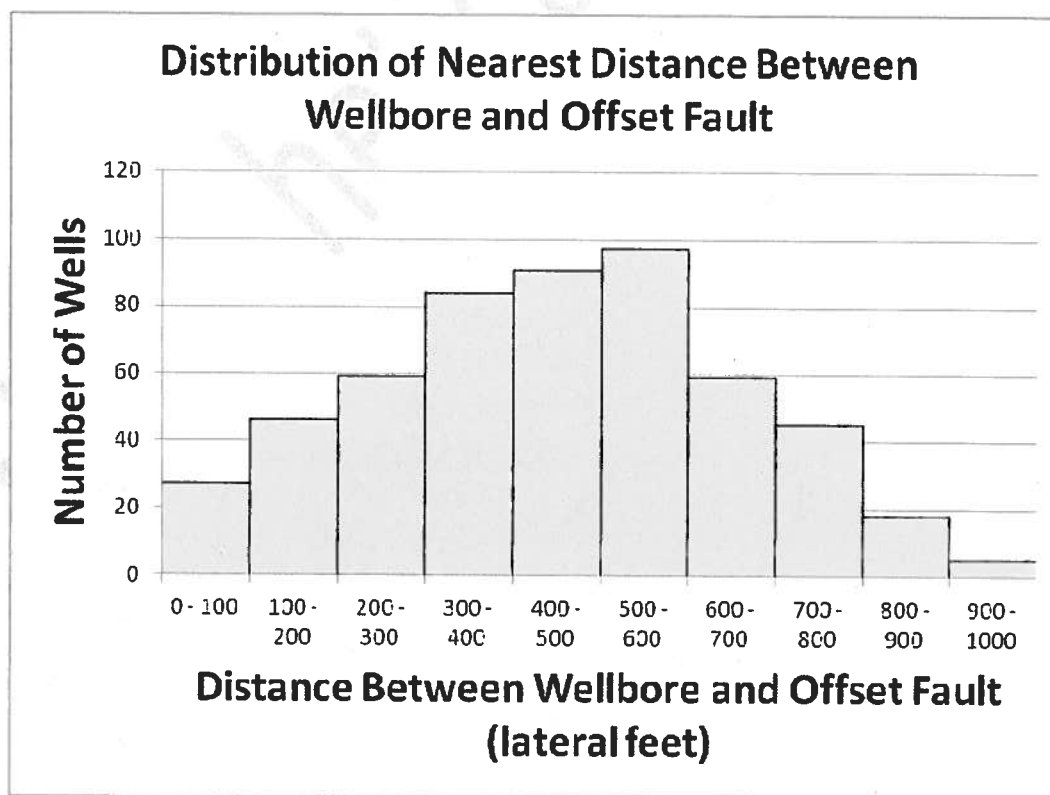 Distribution of Nearest Distance Between
Wellbore and Offset Fault
Number of Wells
120
100
80
60
40
20
0
0 - 100 100 - 200 - 300 - 400 - 500 - 600 - 700 - 800 - 900 -
200 300 400 500 600 700 800 900 1000
Distance Between Wellbore and Offset Fault
(lateral feet)